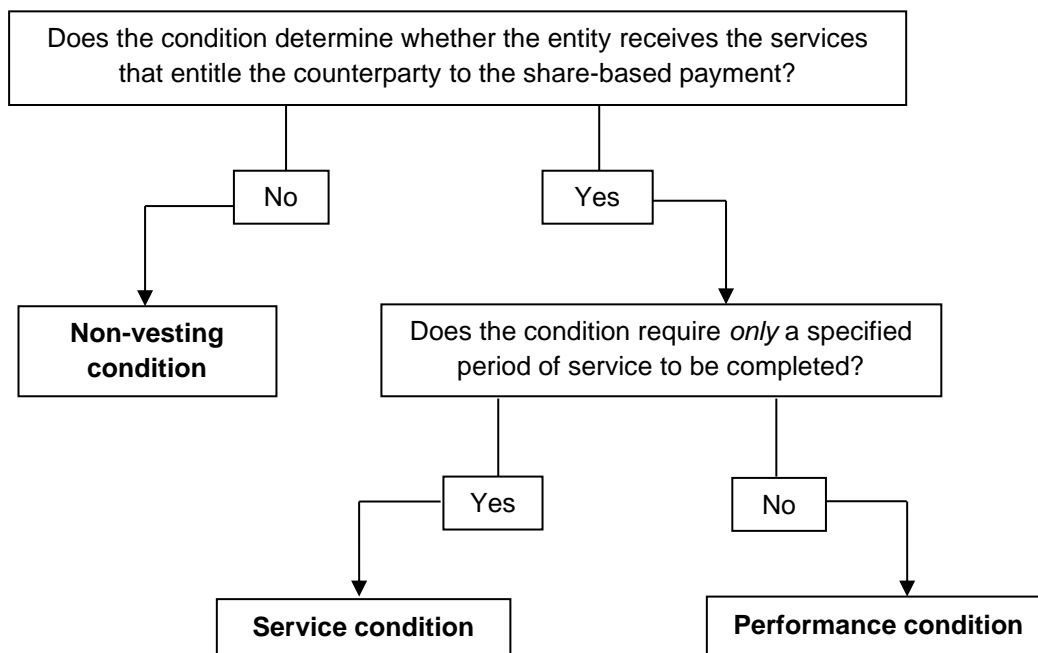 Does the condition determine whether the entity receives the services
that entitle the counterparty to the share-based payment?
No
Yes
Non-vesting
condition
Does the condition require only a specified
period of service to be completed?
Yes
No
Service condition
Performance condition